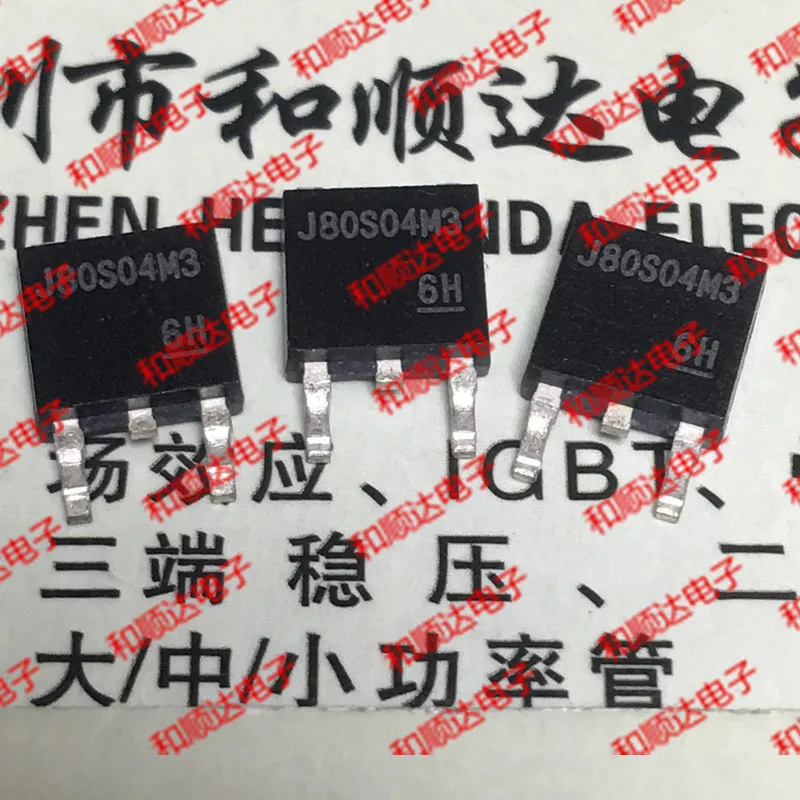 圳市和顺达电
ZHEN HE NDA ELEC
J80S04M3
6H
J80S04M3
6H
J80S04M3
6H
场效应、IGBT、
三端 稳 压 、二
大/中/小功率管
和顺达电子